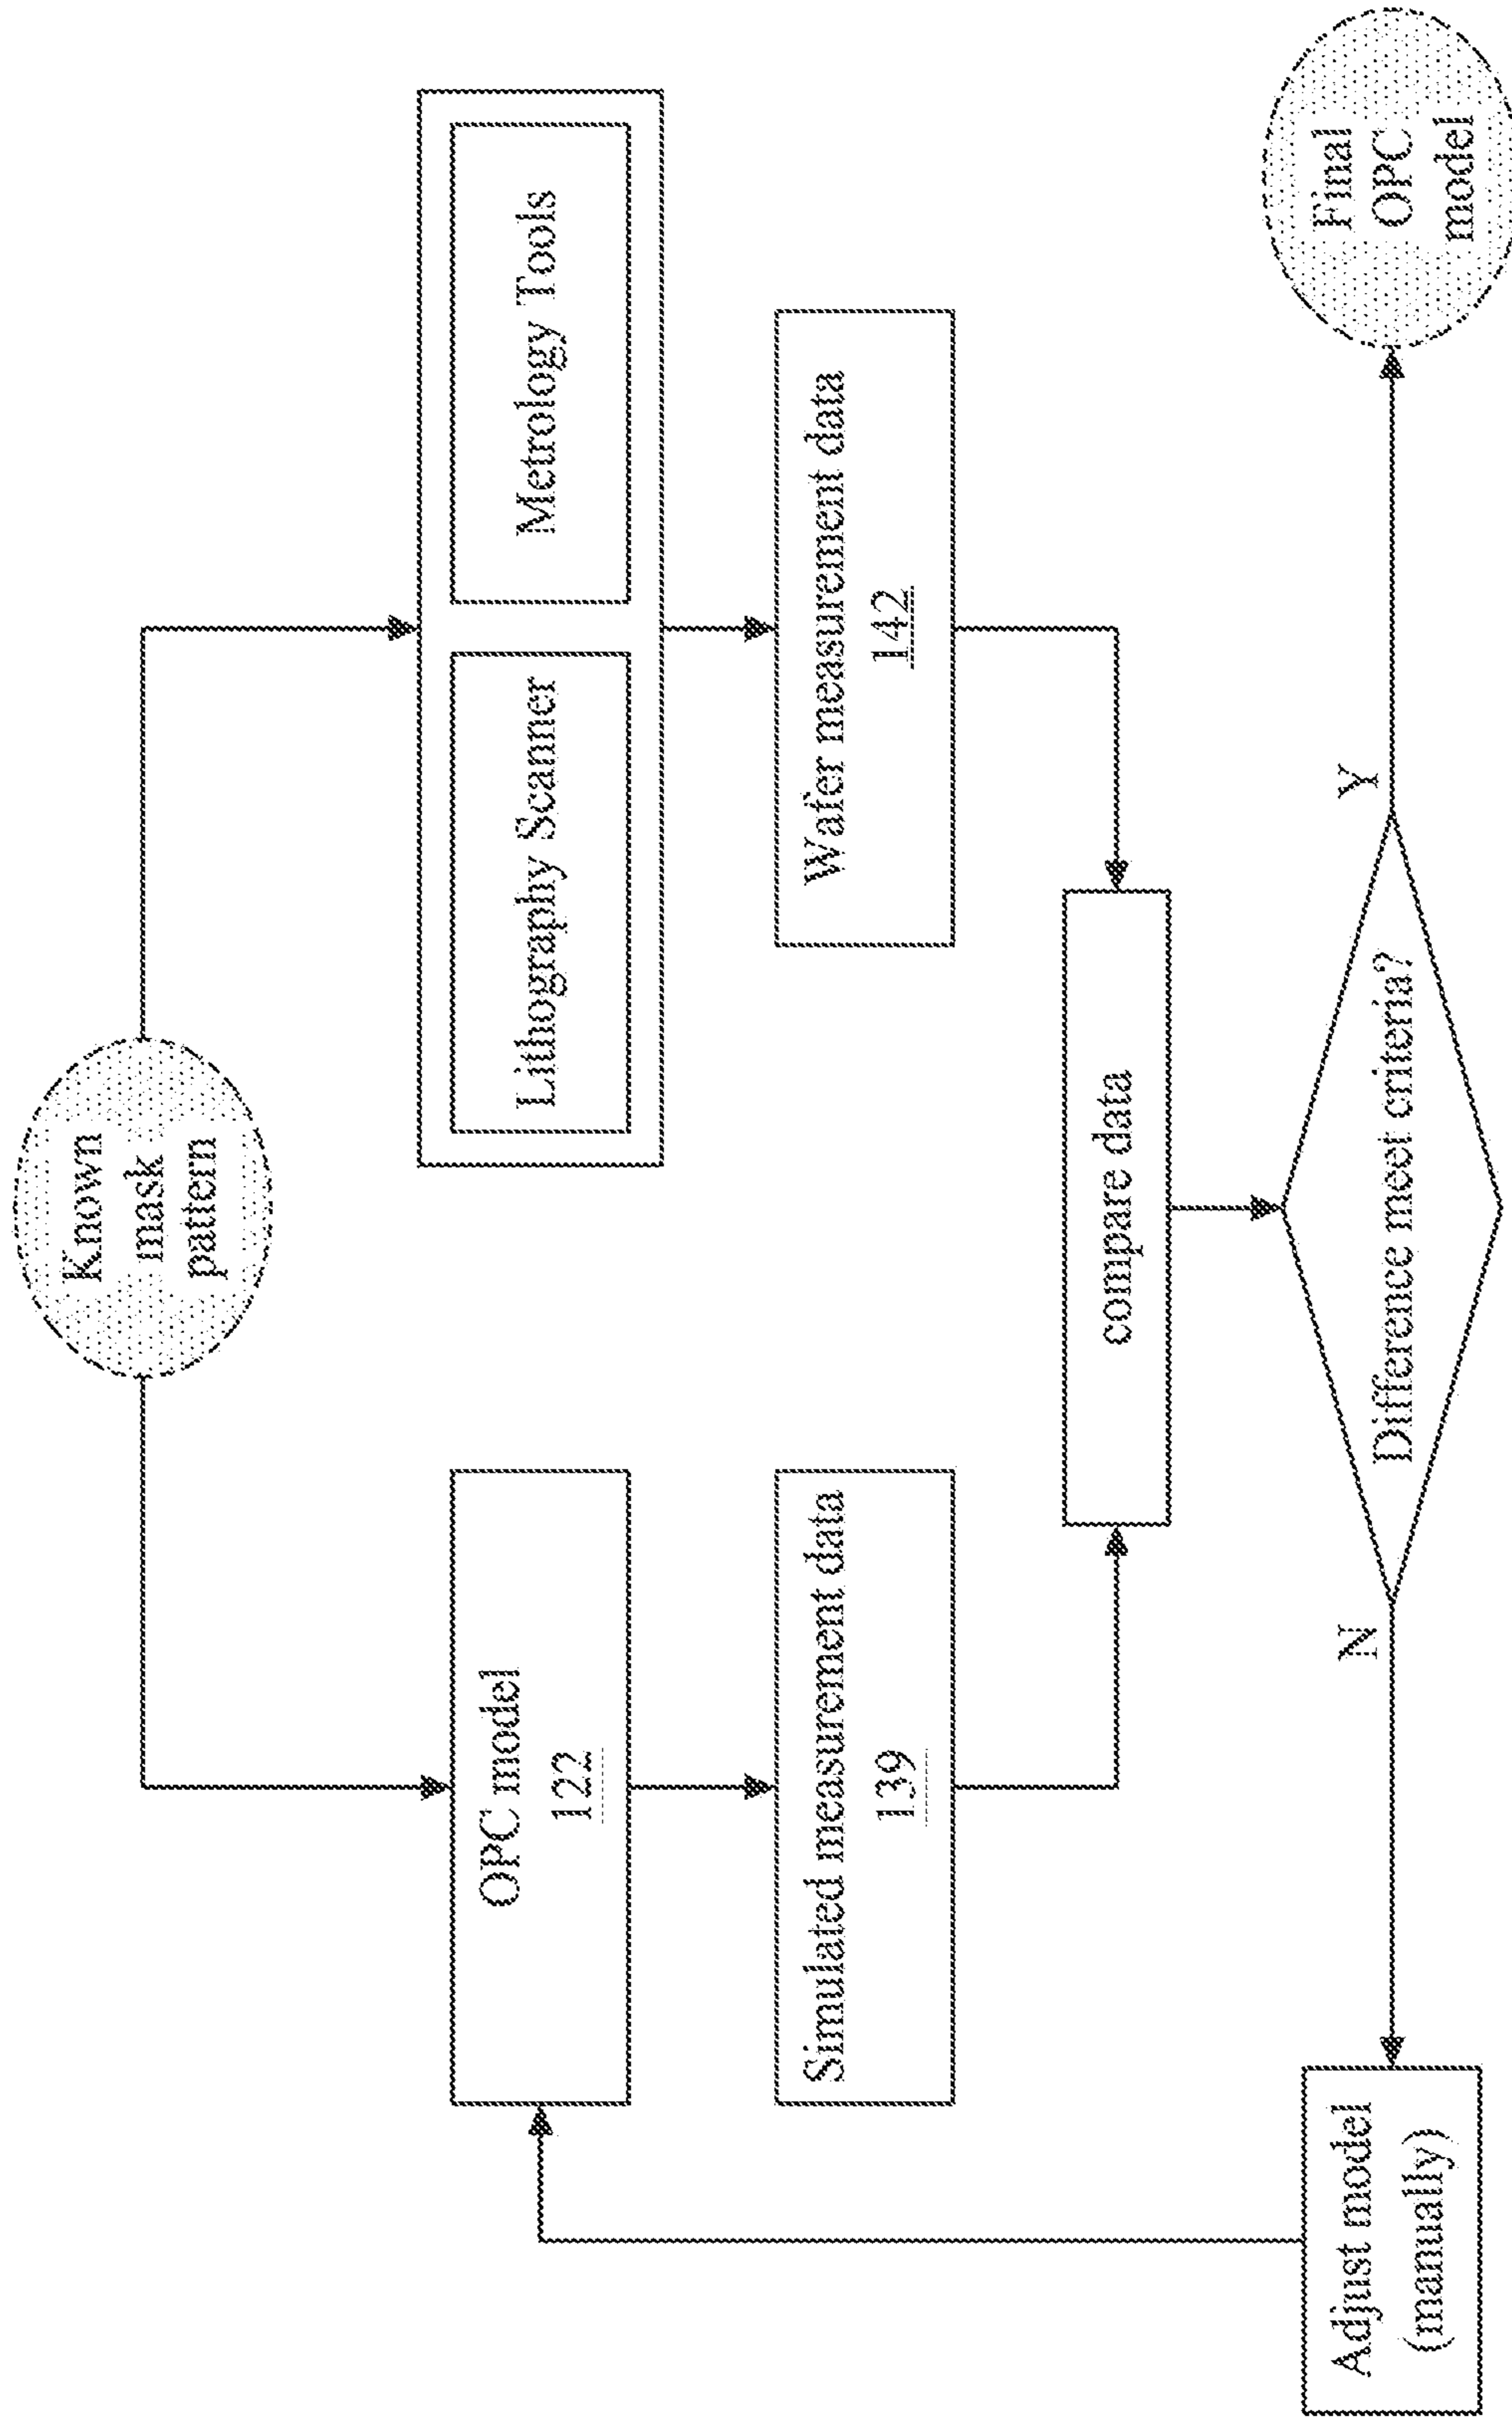 Known
mask
pattern
OPC model
122
Lithography Scanner
Metrology Tools
Simulated measurement data
139
Wafer measurement data
142
compare data
Adjust model
(manually)
N
Difference meet criteria?
Y
Final
OPC
model